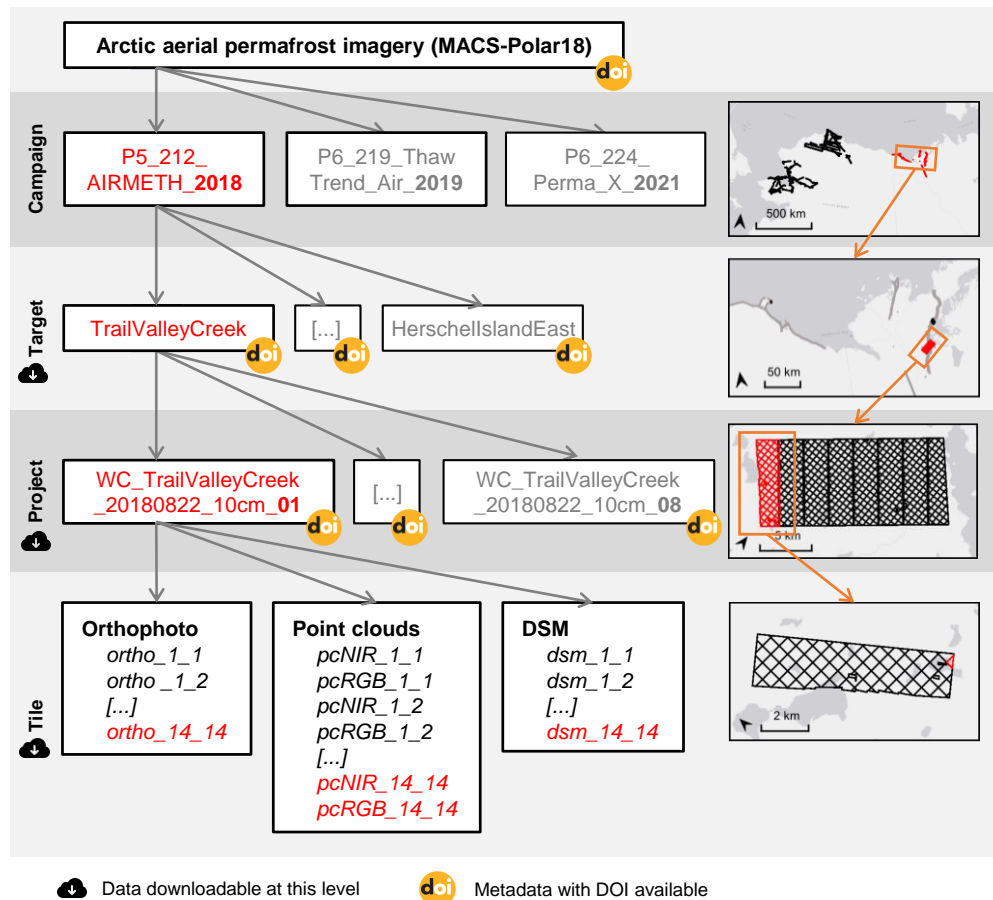 Arctic aerial permafrost imagery (MACS-Polar18)
doi
Campaign
P5_212_
AIRMETH_2018
P6_219_Thaw
Trend_Air_2019
P6_224_
Perma_X_2021
500 km
Target
TrailValleyCreek
doi
[...]
doi
HerschelIslandEast
doi
50 km
Project
WC_TrailValleyCreek
_20180822_10cm_01
doi
[...]
doi
WC_TrailValleyCreek
_20180822_10cm_08
doi
5 km
Tile
Orthophoto
ortho_1_1
ortho _1_2
[...]
ortho_14_14
Point clouds
pcNIR_1_1
pcRGB_1_1
pcNIR_1_2
pcRGB_1_2
[...]
pcNIR_14_14
pcRGB_14_14
DSM
dsm_1_1
dsm_1_2
[...]
dsm_14_14
2 km
Data downloadable at this level
doi
Metadata with DOI available